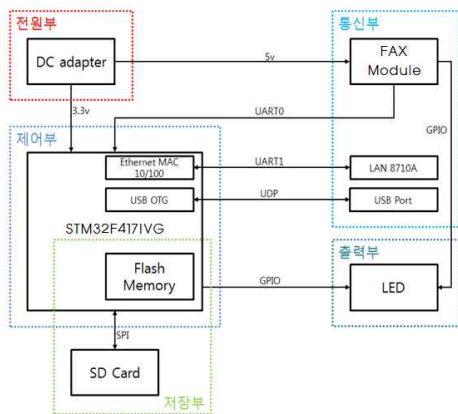 전원부
DC adapter
5v
통신부
FAX
Module
3.3v
UART0
GPIO
제어부
Ethernet MAC
10/100
UART1
LAN 8710A
USB OTG
UDP
USB Port
STM32F417IVG
출력부
Flash
Memory
GPIO
LED
SPI
SD Card
저장부